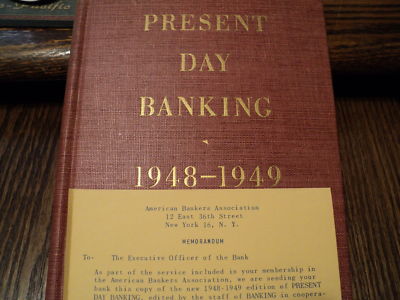 PRESENT
DAY
BANKING
1948-1949
American Bankers Association
12 East 36th Street
New York 16, N. Y.
MEMORANDUM
To- The Executive Officer of the Bank
As part of the service included in your membership in
the American Bankers Association, we are sending your
bank this copy of the new 1948-1949 edition of PRESENT
DAY BANKING, edited by the staff of BANKING in coopera-